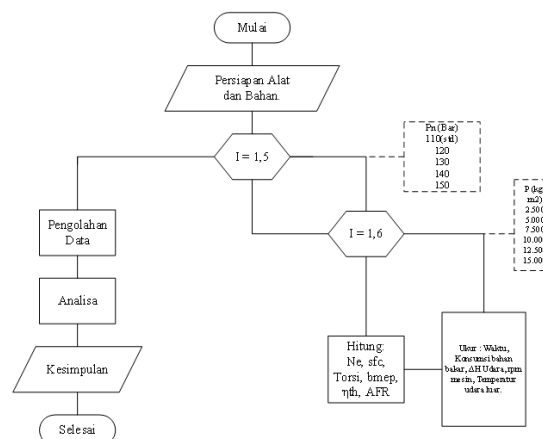 Mulai
Persiapan Alat
dan Bahan.
I = 1,5
Pn (Bar)
110(std)
120
130
140
150
Pengolahan
Data
I = 1,6
P (kg
m2)
2.500
5.000
7.500
10.00
12.50
15.00
Analisa
Hitung:
Ne, sfc,
Torsi, bmep,
ηth, AFR
Ukur : Waktu,
Konsumsi bahan
bakar, ΔH Udara, rpm
mesin, Temperatur
udara luar.
Kesimpulan
Selesai